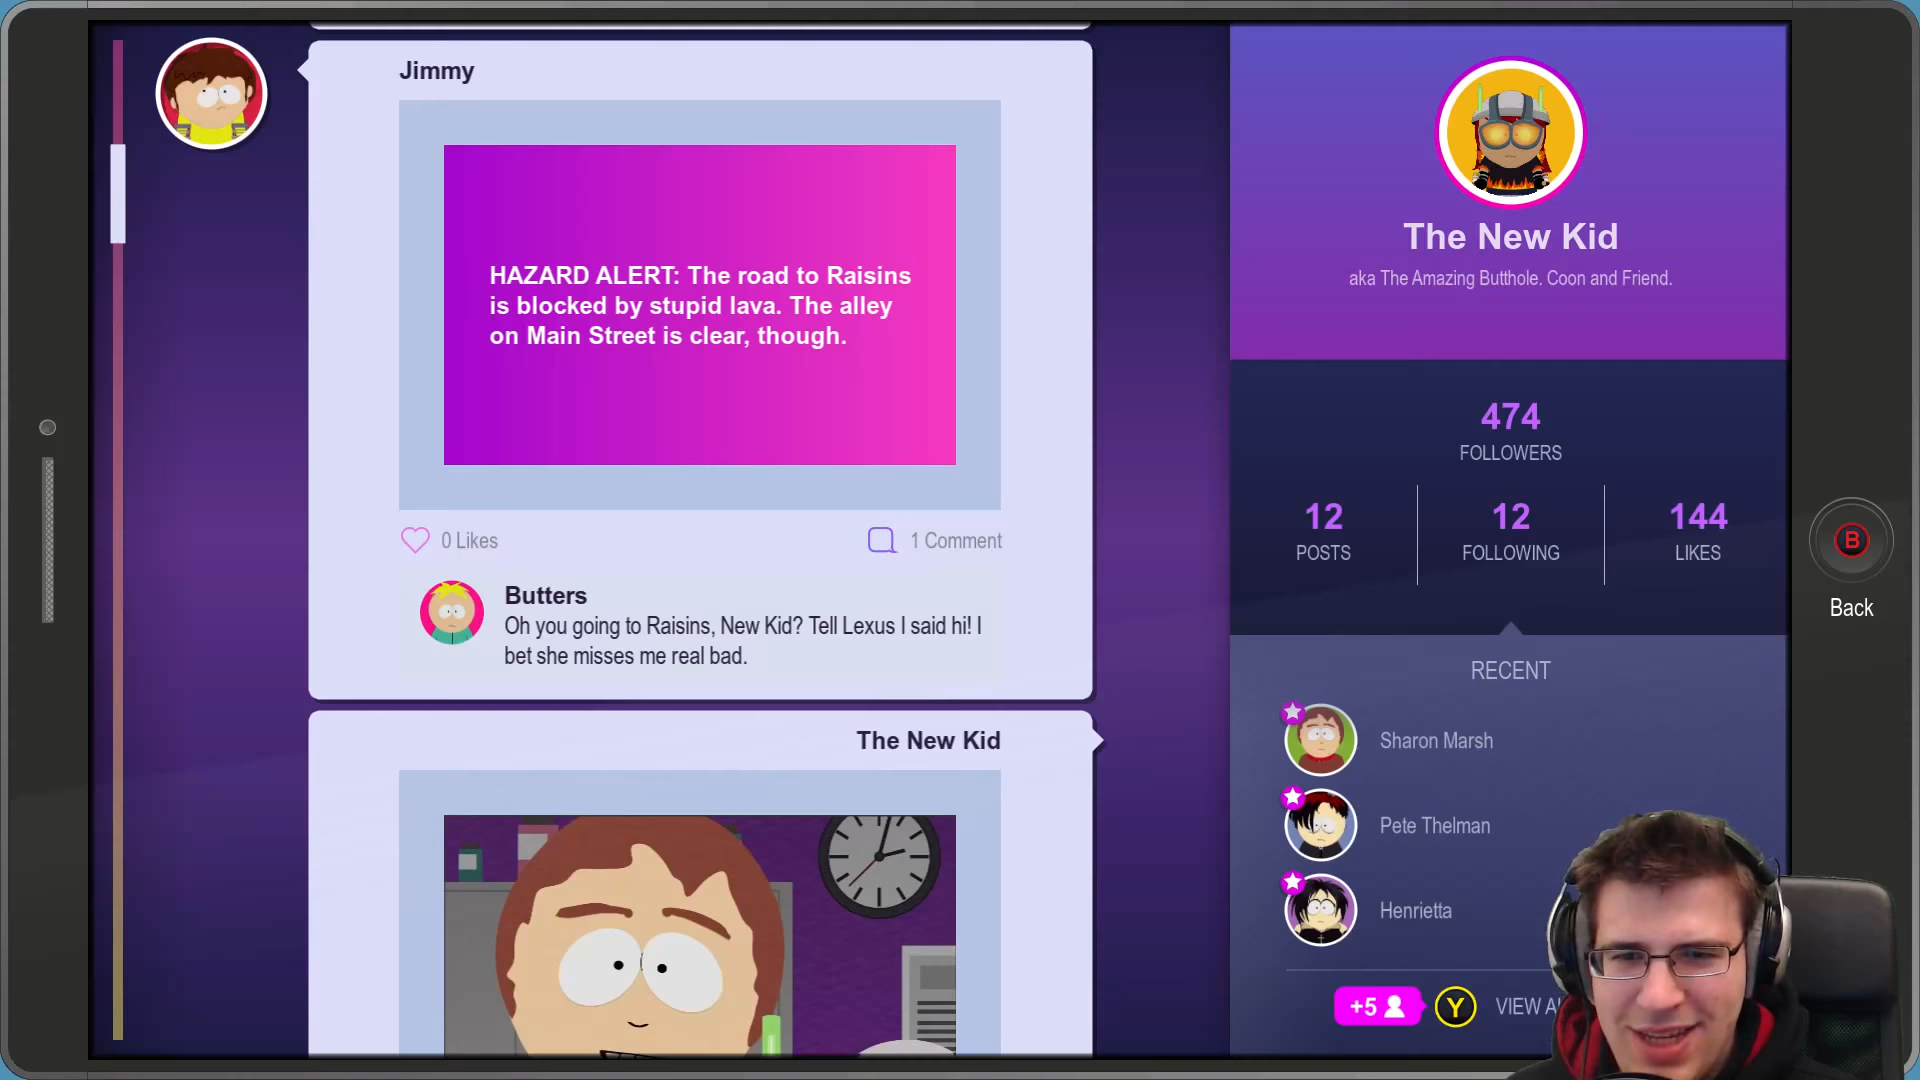 Jimmy
HAZARD ALERT: The road to Raisins
is blocked by stupid lava. The alley
on Main Street is clear, though.
0 Likes
1 Comment
Butters
Oh you going to Raisins, New Kid? Tell Lexus I said hi! I
bet she misses me real bad.
The New Kid
The New Kid
aka The Amazing Butthole. Coon and Friend.
474
FOLLOWERS
12
POSTS
12
FOLLOWING
144
LIKES
RECENT
Sharon Marsh
Pete Thelman
Henrietta
+5
Y
VIEW
B
Back